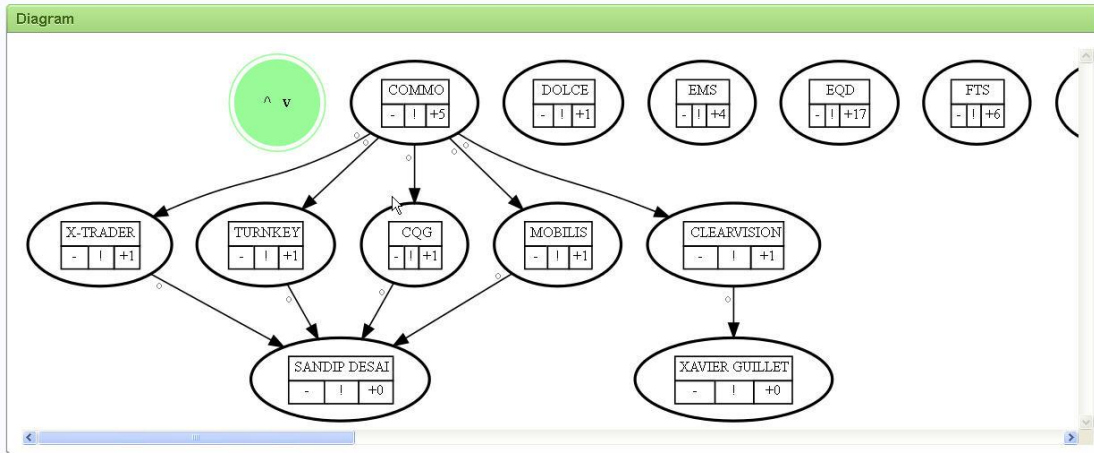 Diagram
^ v
COMMO
- ! +5
DOLCE
- ! +1
EMS
- ! +4
EQD
- ! +17
FTS
- ! +6
X-TRADER
- ! +1
TURNKEY
- ! +1
CQG
- ! +1
MOBILIS
- ! +1
CLEARVISION
- ! +1
SANDIP DESAI
- ! +0
XAVIER GUILLET
- ! +0